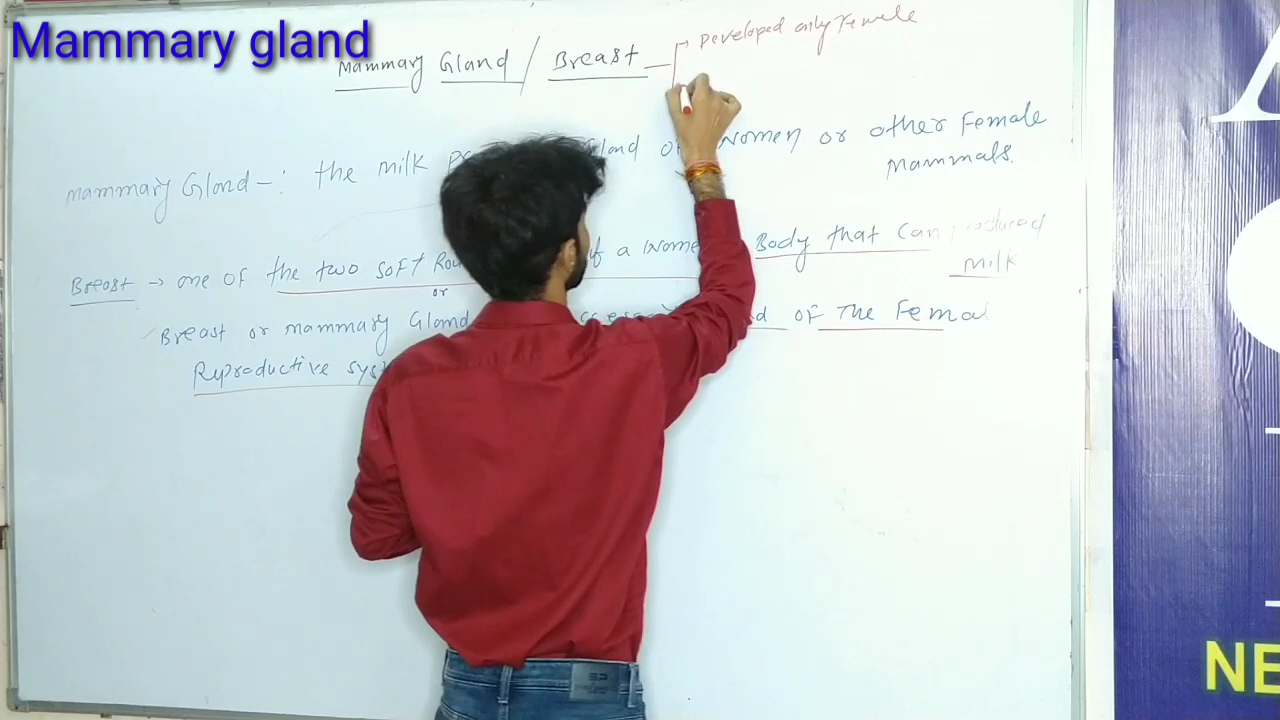 Mammary gland
Mammary Gland / Breast — → Developed only Female
Mammary Gland -: the milk Gland of Women or other Female
Mammals.
Breast → one of the two soft of a Women Body that can produced
milk
or
Breast or mammary Gland of The Femal
Reproductive
NE